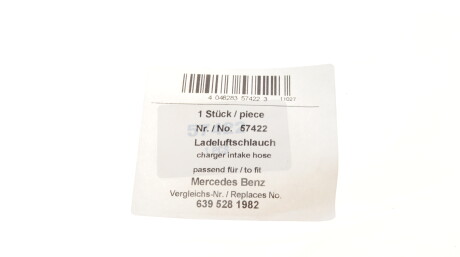 4 046283 57422 3
1 Stück / piece
Nr. / No. 57422
Ladeluftschlauch
charger intake hose
passend für / to fit
Mercedes Benz
Vergleichs-Nr. / Replaces No.
639 528 1982